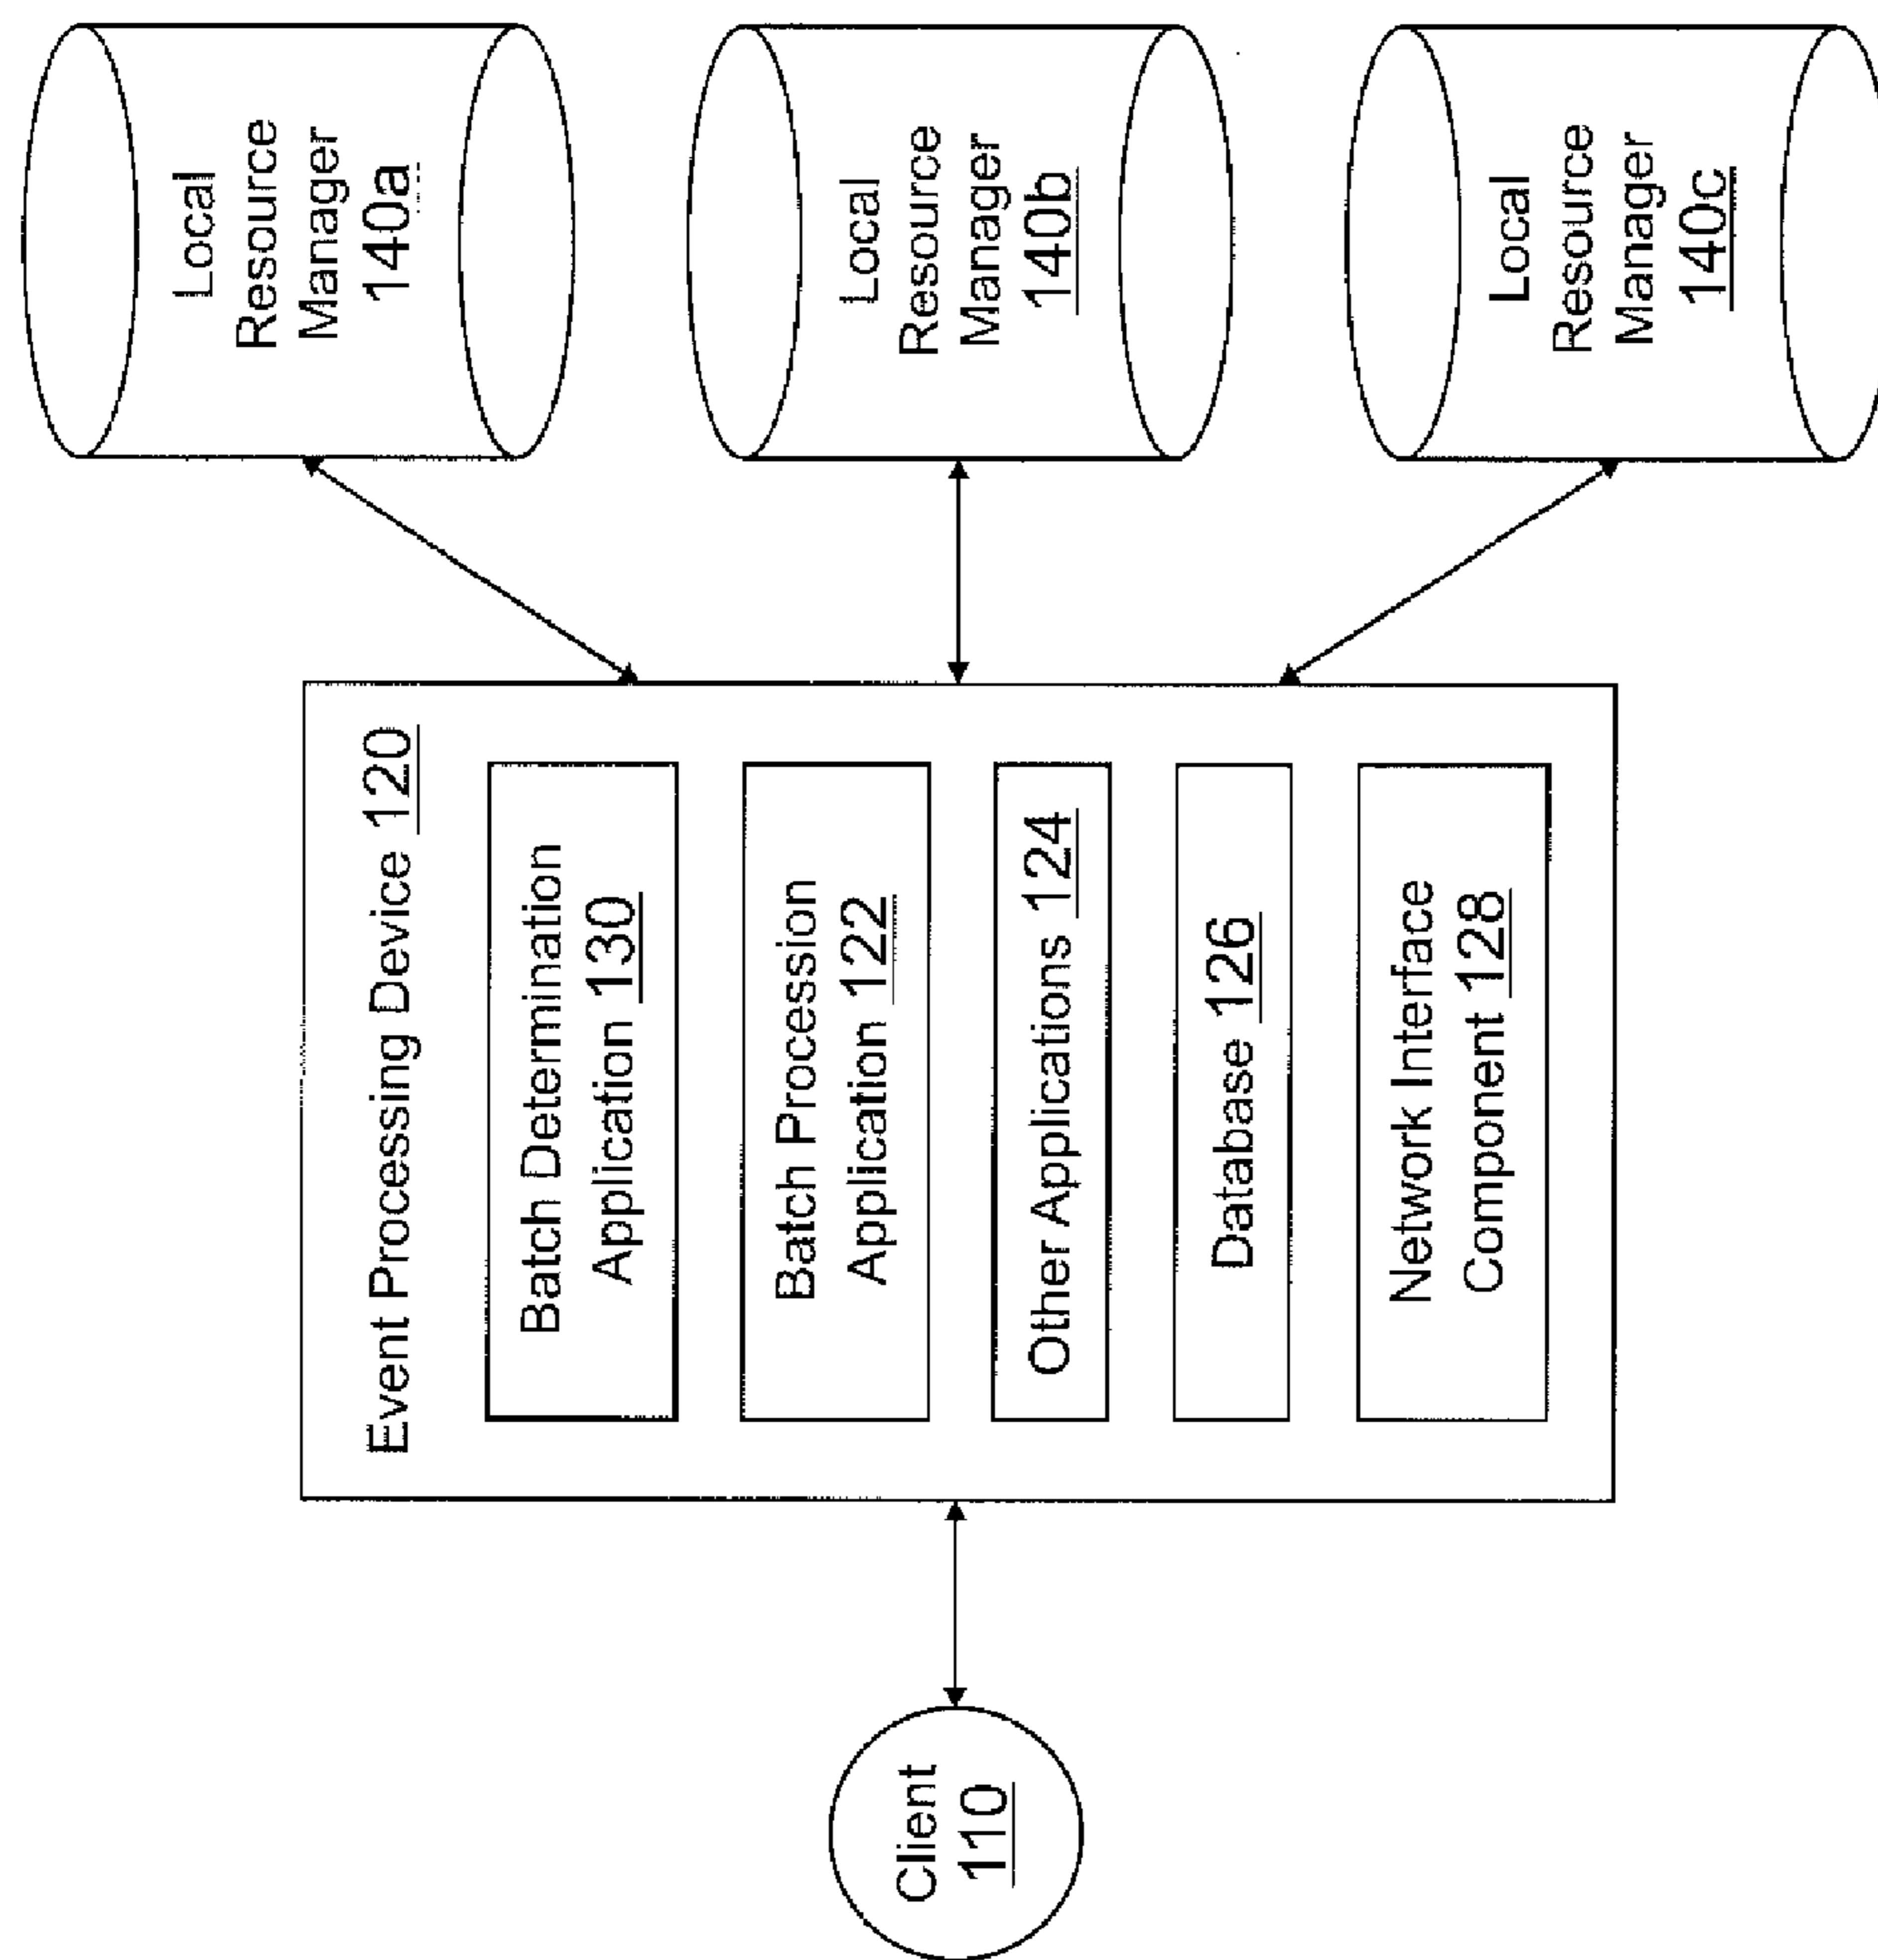 Client
110
Event Processing Device 120
Batch Determination
Application 130
Batch Procession
Application 122
Other Applications 124
Database 126
Network Interface
Component 128
Local
Resource
Manager
140a
Local
Resource
Manager
140b
Local
Resource
Manager
140c